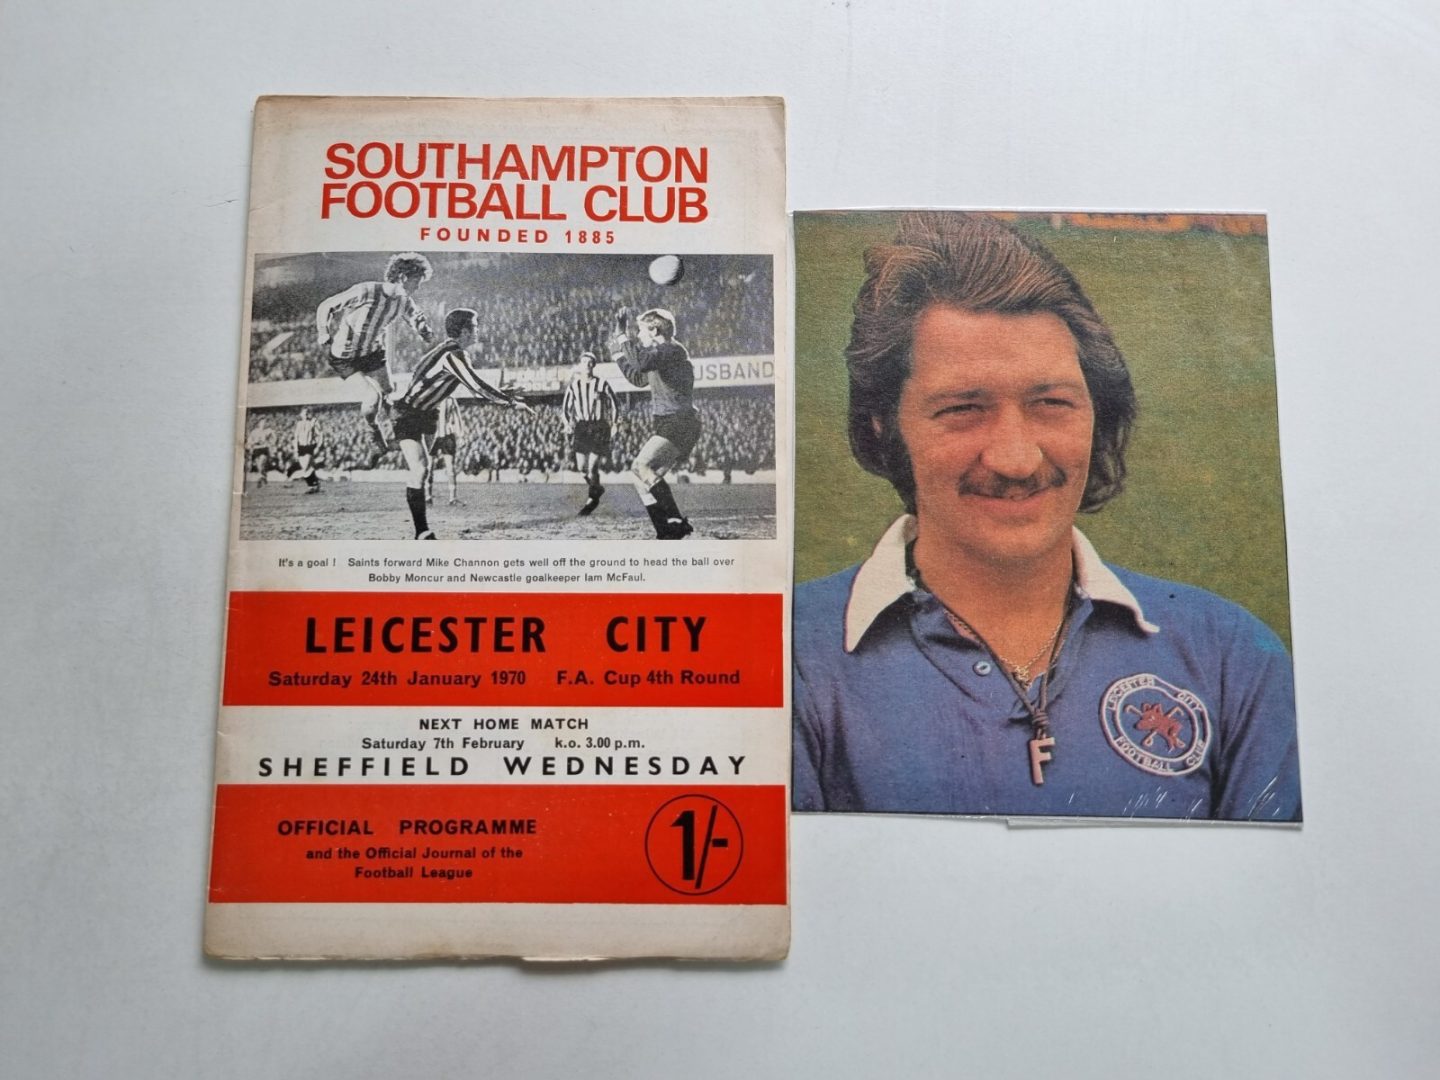 SOUTHAMPTON
FOOTBALL CLUB
FOUNDED 1885
USBAND
It's a goal ! Saints forward Mike Channon gets well off the ground to head the ball over
Bobby Moncur and Newcastle goalkeeper Iam McFaul.
LEICESTER CITY
Saturday 24th January 1970 F.A. Cup 4th Round
NEXT HOME MATCH
Saturday 7th February k.o. 3.00 p.m.
SHEFFIELD WEDNESDAY
OFFICIAL PROGRAMME
and the Official Journal of the
Football League
1/-
LEICESTER CITY
FOOTBALL CLUB
F